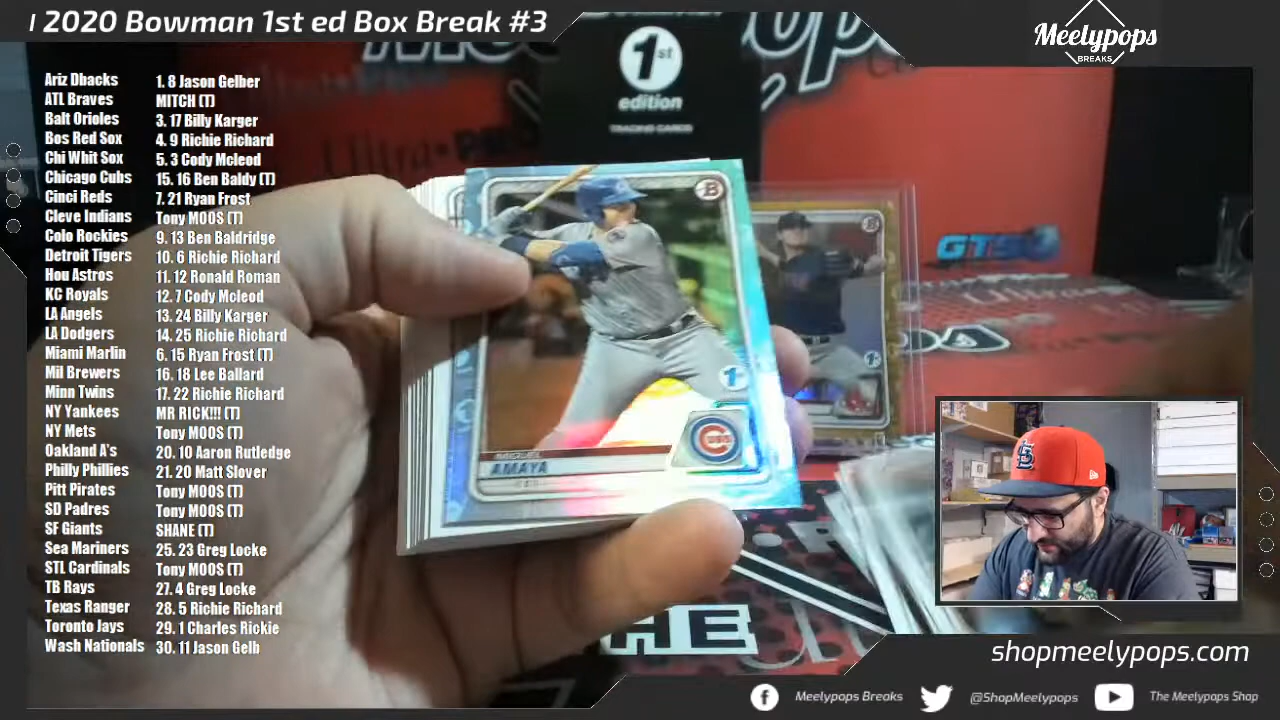 I 2020 Bowman 1st ed Box Break #3
Meelypops
BREAKS
1st
edition
TRADING CARDS
Ariz Dbacks 1. 8 Jason Gelber
ATL Braves MITCH (T)
Balt Orioles 3. 17 Billy Karger
Bos Red Sox 4. 9 Richie Richard
Chi Whit Sox 5. 3 Cody Mcleod
Chicago Cubs 15. 16 Ben Baldy (T)
Cinci Reds 7. 21 Ryan Frost
Cleve Indians Tony MOOS (T)
Colo Rockies 9. 13 Ben Baldridge
Detroit Tigers 10. 6 Richie Richard
Hou Astros 11. 12 Ronald Roman
KC Royals 12. 7 Cody Mcleod
LA Angels 13. 24 Billy Karger
LA Dodgers 14. 25 Richie Richard
Miami Marlin 6. 15 Ryan Frost (T)
Mil Brewers 16. 18 Lee Ballard
Minn Twins 17. 22 Richie Richard
NY Yankees MR RICK!!! (T)
NY Mets Tony MOOS (T)
Oakland A's 20. 10 Aaron Rutledge
Philly Phillies 21. 20 Matt Slover
Pitt Pirates Tony MOOS (T)
SD Padres Tony MOOS (T)
SF Giants SHANE (T)
Sea Mariners 25. 23 Greg Locke
STL Cardinals Tony MOOS (T)
TB Rays 27. 4 Greg Locke
Texas Ranger 28. 5 Richie Richard
Toronto Jays 29. 1 Charles Rickie
Wash Nationals 30. 11 Jason Gelb
B
1st
MIGUEL
AMAYA
CUBS
THE
shopmeelypops.com
Meelypops Breaks
@ShopMeelypops
The Meelypops Shop